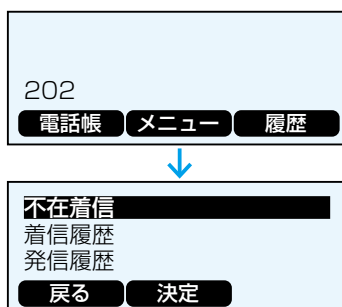 202
電話帳 メニュー 履歴
不在着信
着信履歴
発信履歴
戻る 決定